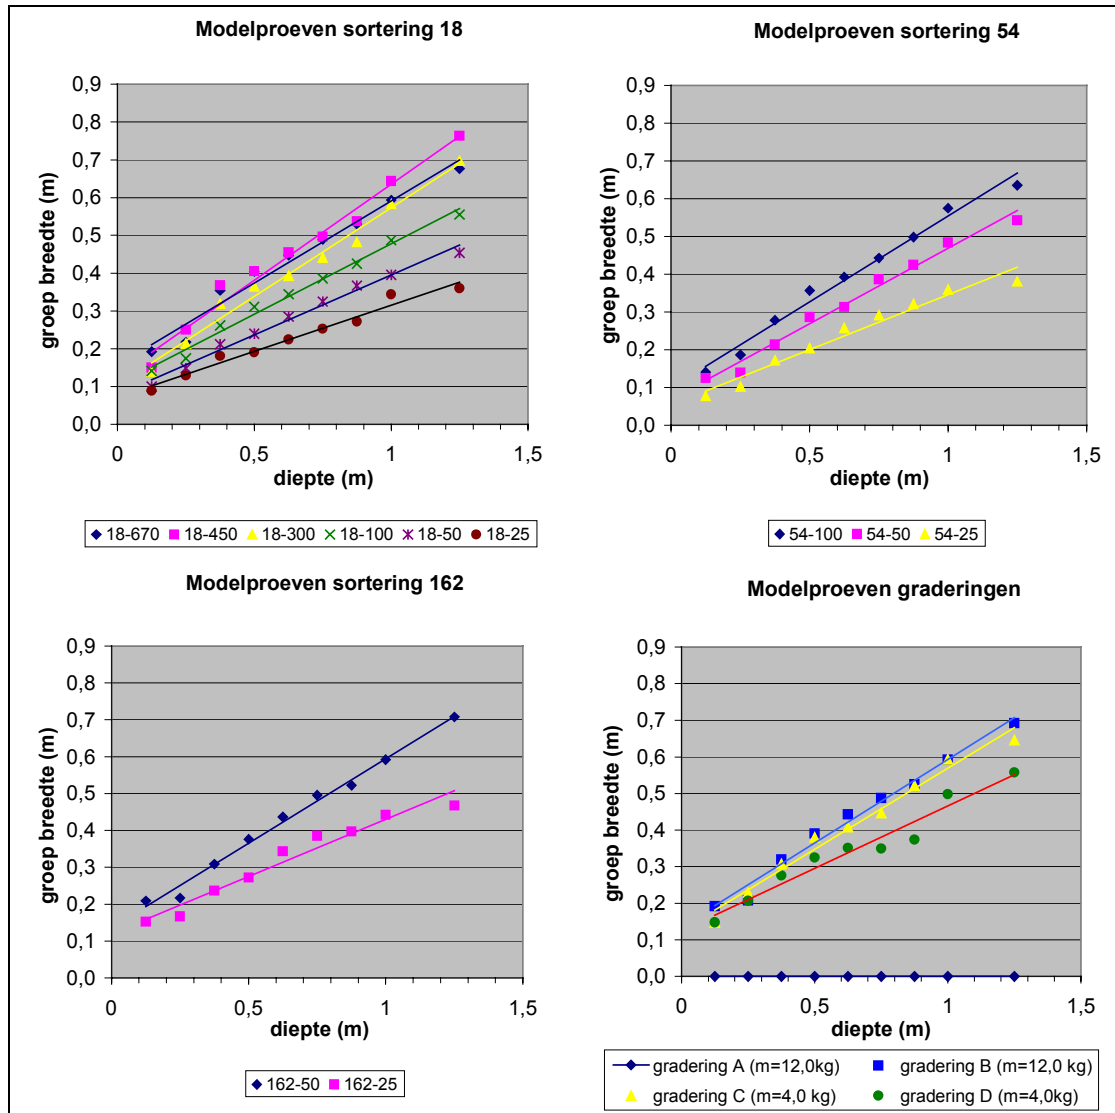 Modelproeven sortering 18
groep breedte (m)
0,9
0,8
0,7
0,6
0,5
0,4
0,3
0,2
0,1
0,0
0 0,5 1 1,5
diepte (m)
18-670 18-450 18-300 18-100 18-50 18-25
Modelproeven sortering 54
groep breedte (m)
0,9
0,8
0,7
0,6
0,5
0,4
0,3
0,2
0,1
0,0
0 0,5 1 1,5
diepte (m)
54-100 54-50 54-25
Modelproeven sortering 162
groep breedte (m)
0,9
0,8
0,7
0,6
0,5
0,4
0,3
0,2
0,1
0,0
0 0,5 1 1,5
diepte (m)
162-50 162-25
Modelproeven graderingen
groep breedte (m)
0,9
0,8
0,7
0,6
0,5
0,4
0,3
0,2
0,1
0,0
0 0,5 1 1,5
diepte (m)
gradering A (m=12,0kg) gradering B (m=12,0 kg)
gradering C (m=4,0 kg) gradering D (m=4,0kg)